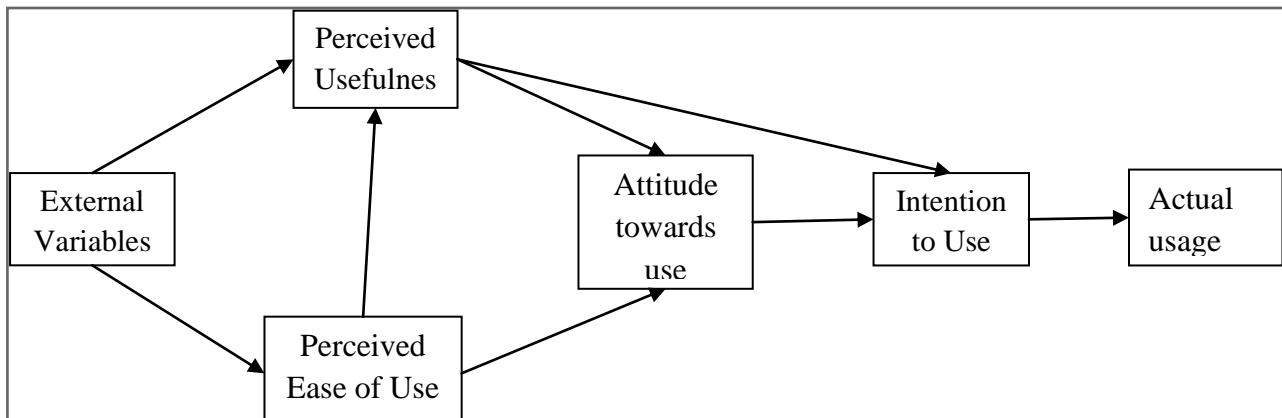 Perceived
Usefulnes
External
Variables
Attitude
towards
use
Intention
to Use
Actual
usage
Perceived
Ease of Use